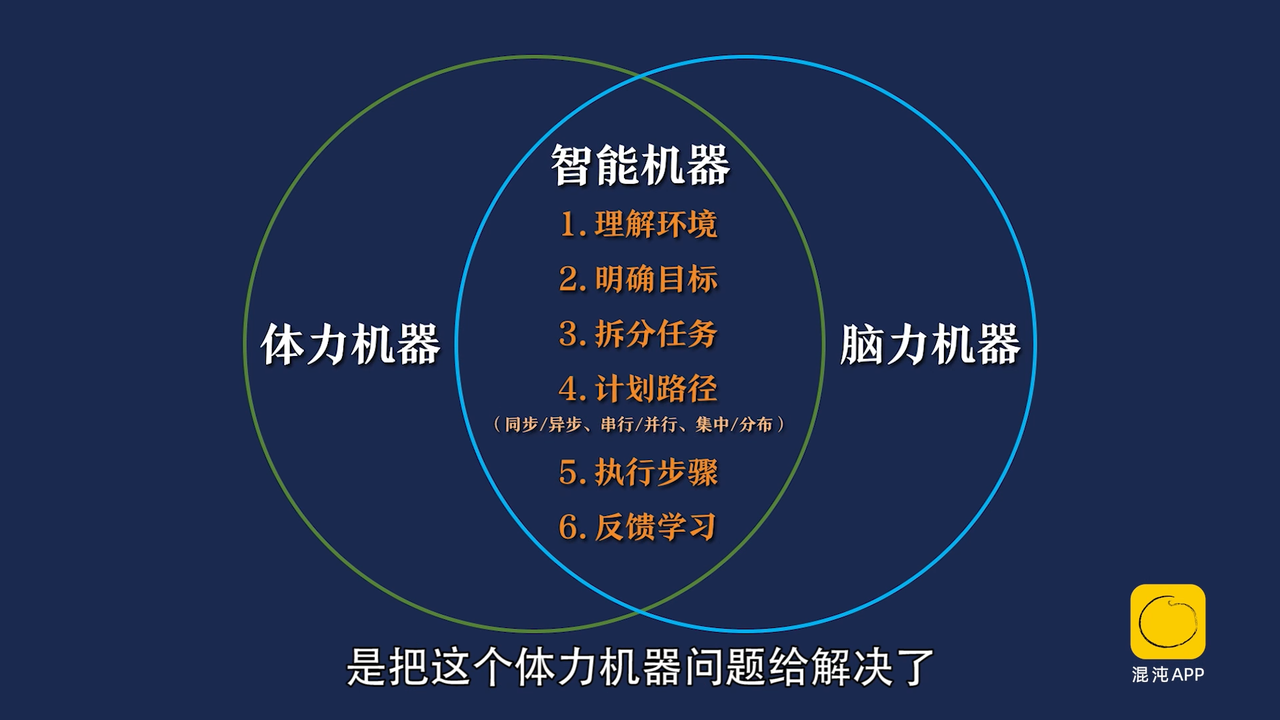 智能机器
1. 理解环境
2. 明确目标
3. 拆分任务
4. 计划路径
（同步/异步、串行/并行、集中/分布）
5. 执行步骤
6. 反馈学习
体力机器
脑力机器
是把这个体力机器问题给解决了
混沌APP